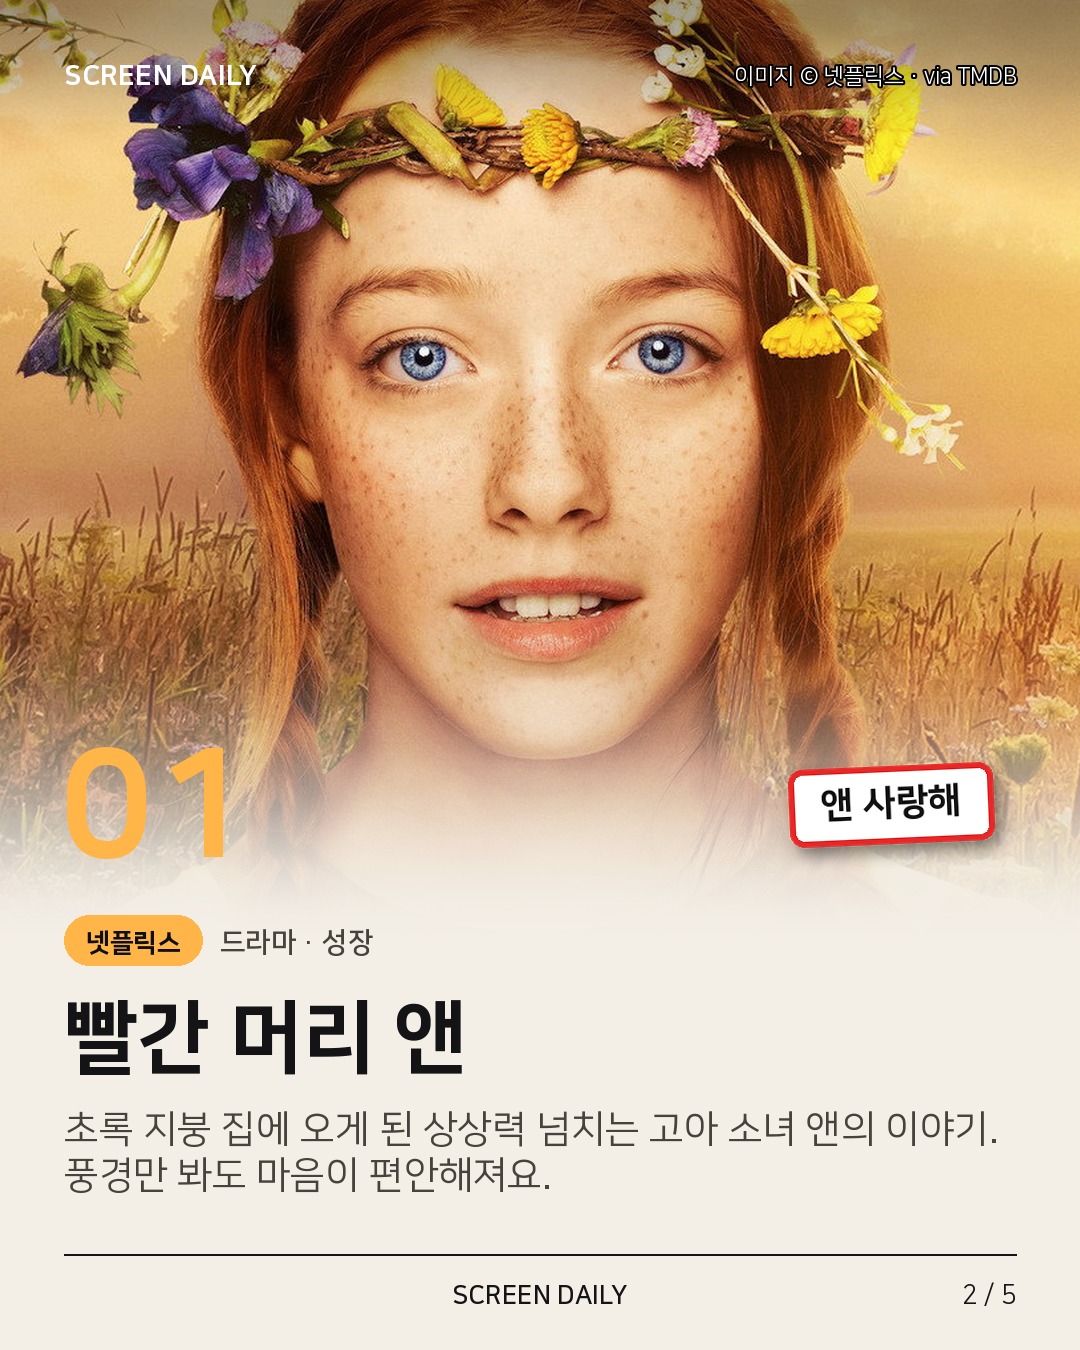 SCREEN DAILY
이미지 © 넷플릭스 · via TMDB
01
앤 사랑해
넷플릭스 드라마 · 성장
빨간 머리 앤
초록 지붕 집에 오게 된 상상력 넘치는 고아 소녀 앤의 이야기.
풍경만 봐도 마음이 편안해져요.
SCREEN DAILY
2 / 5